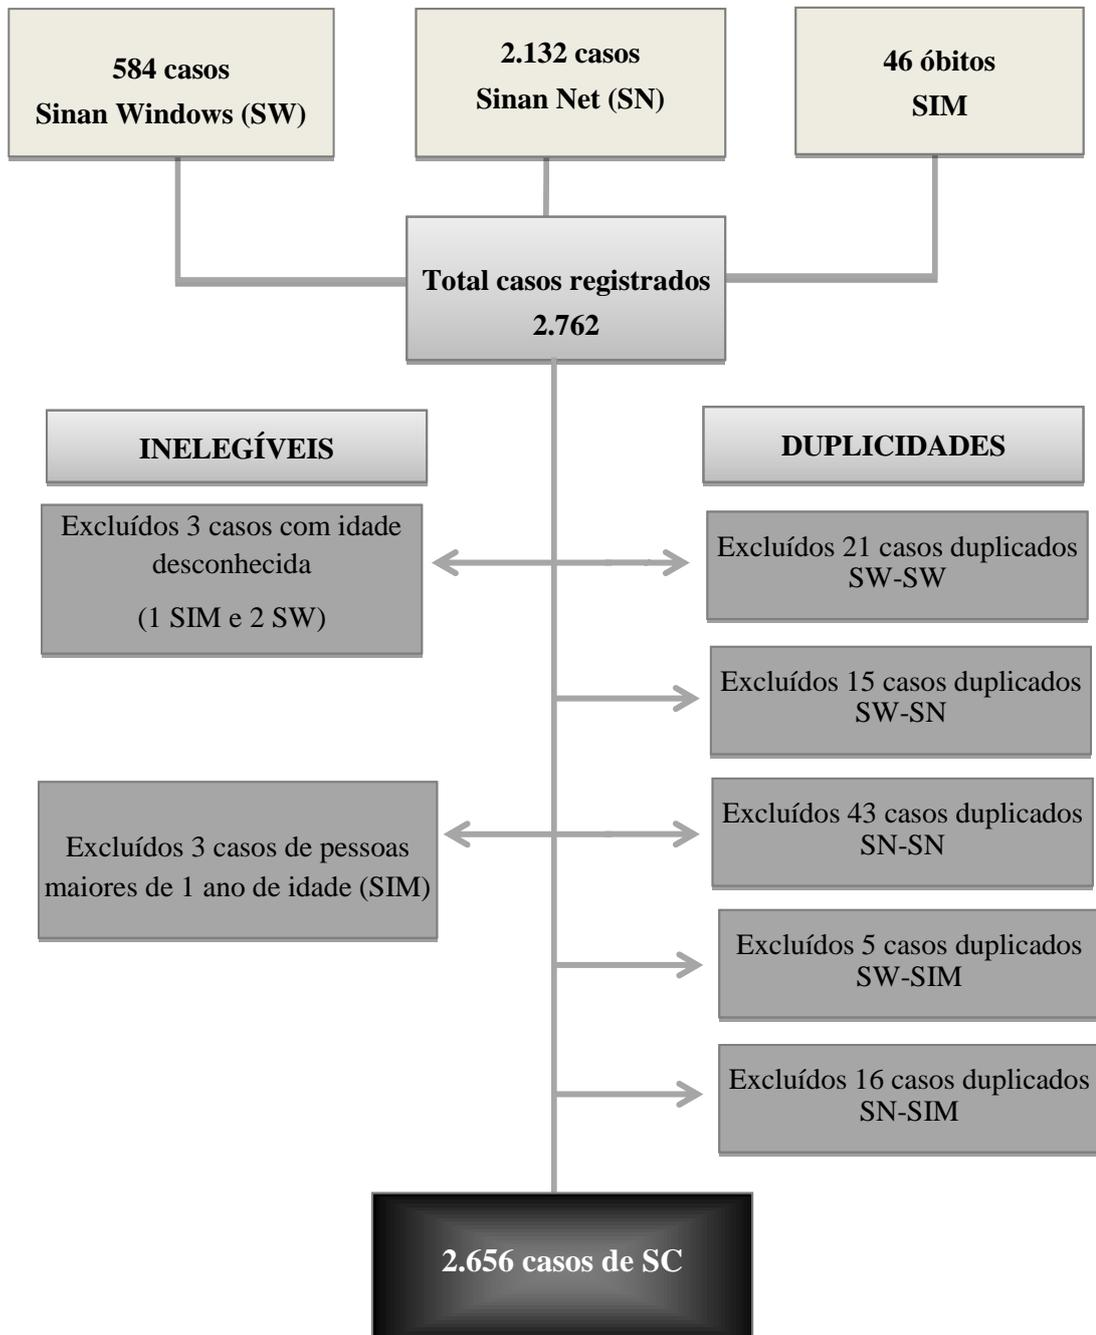 584 casos
Sinan Windows (SW)
2.132 casos
Sinan Net (SN)
46 óbitos
SIM
Total casos registrados
2.762
INELEGÍVEIS
DUPLICIDADES
Excluídos 3 casos com idade
desconhecida
(1 SIM e 2 SW)
Excluídos 21 casos duplicados
SW-SW
Excluídos 15 casos duplicados
SW-SN
Excluídos 3 casos de pessoas
maiores de 1 ano de idade (SIM)
Excluídos 43 casos duplicados
SN-SN
Excluídos 5 casos duplicados
SW-SIM
Excluídos 16 casos duplicados
SN-SIM
2.656 casos de SC